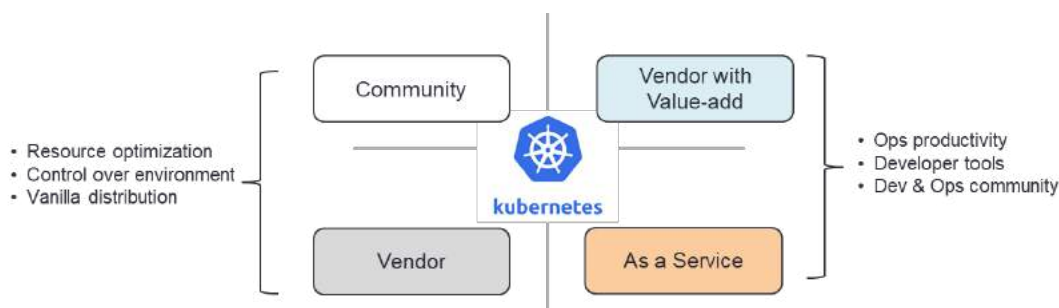 Community
Vendor with
Value-add
• Resource optimization
• Control over environment
• Vanilla distribution
kubernetes
• Ops productivity
• Developer tools
• Dev & Ops community
Vendor
As a Service